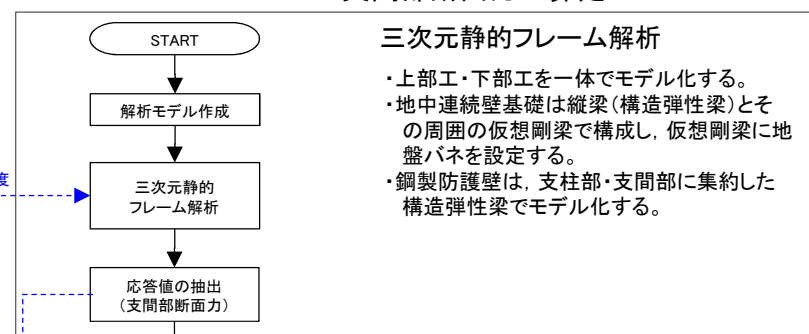 START
解析モデル作成
度
三次元静的
フレーム解析
応答値の抽出
（支間部断面力）
三次元静的フレーム解析
・上部工・下部工を一体でモデル化する。
・地中連続壁基礎は縦梁（構造弾性梁）とそ
の周囲の仮想剛梁で構成し，仮想剛梁に地
盤バネを設定する。
・鋼製防護壁は，支柱部・支間部に集約した
構造弾性梁でモデル化する。